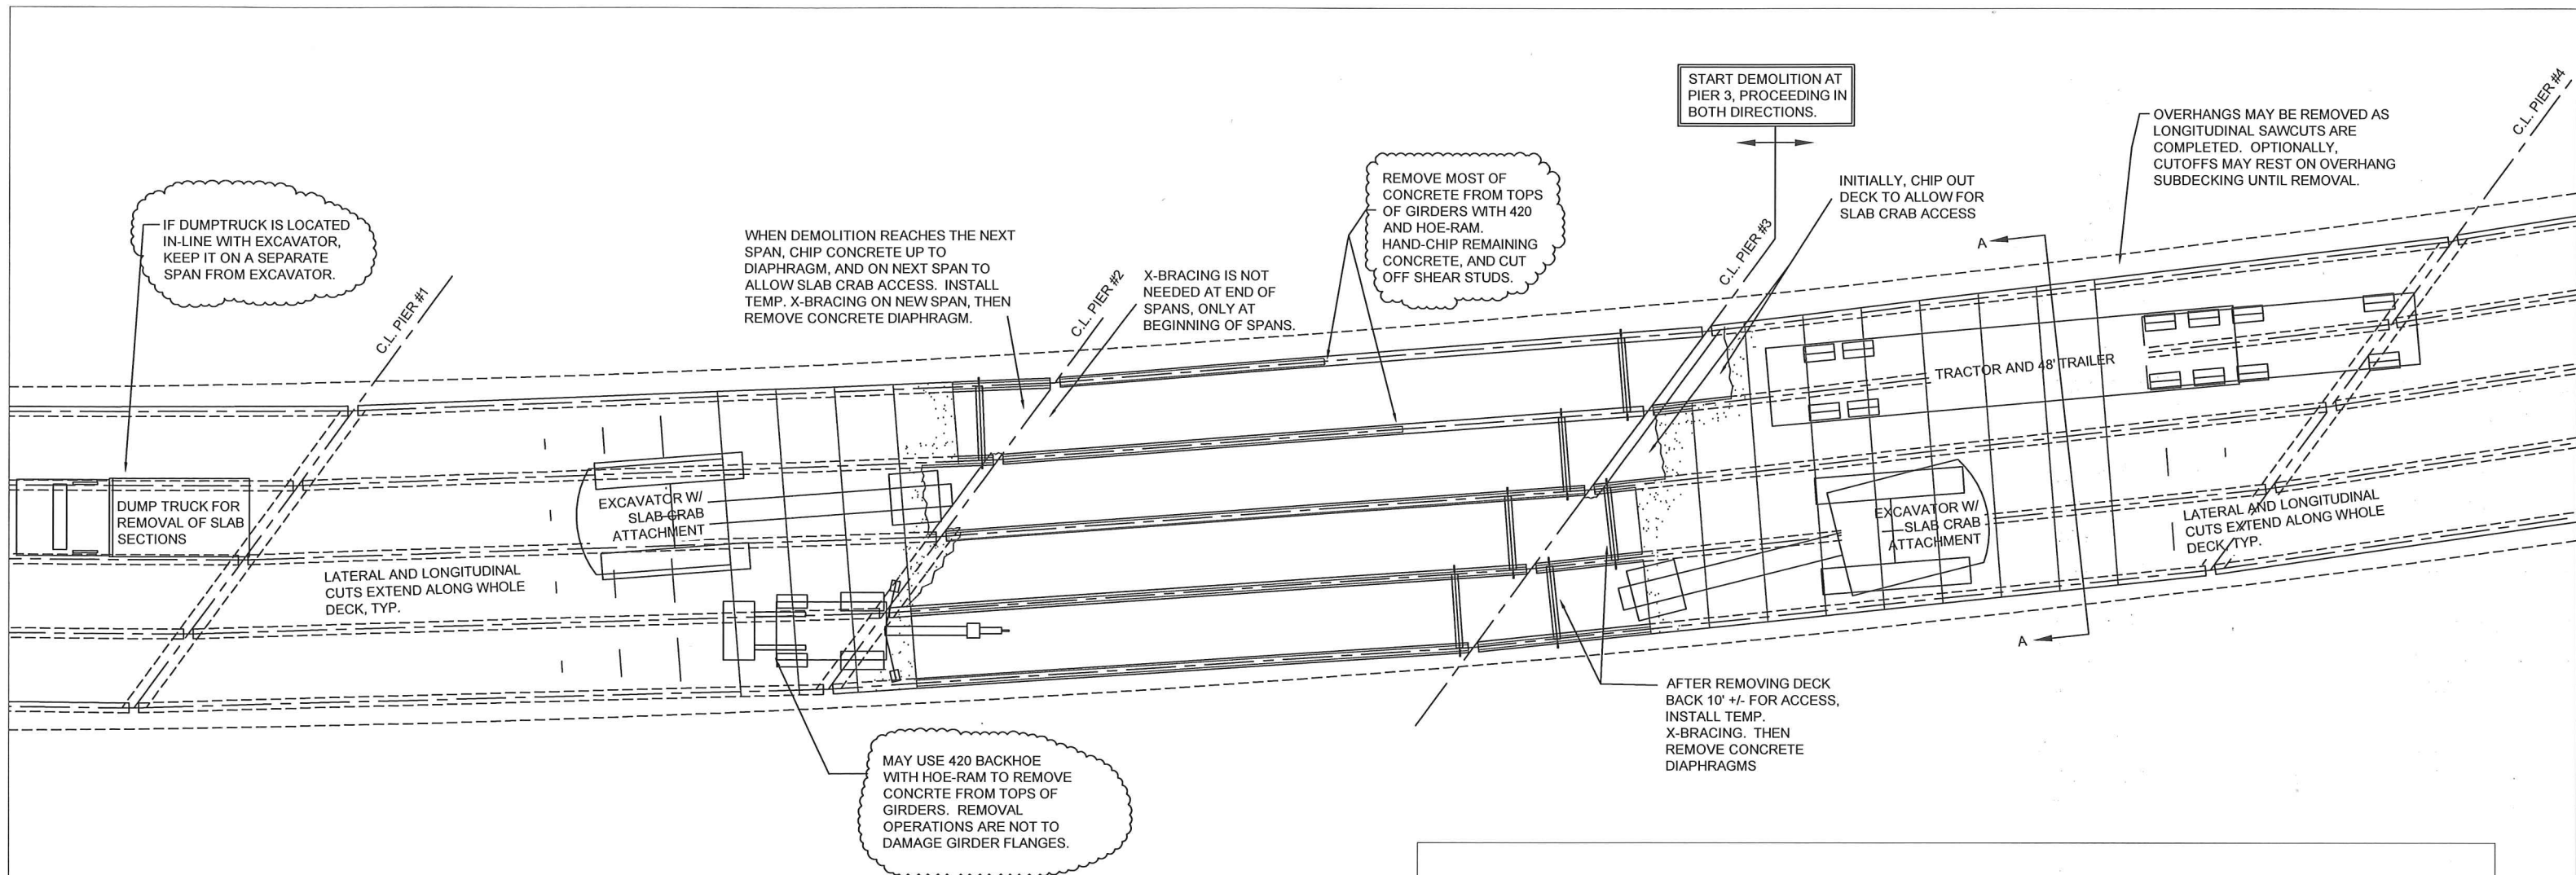 IF DUMPTRUCK IS LOCATED
IN-LINE WITH EXCAVATOR,
KEEP IT ON A SEPARATE
SPAN FROM EXCAVATOR.
C.L. PIER #1
WHEN DEMOLITION REACHES THE NEXT
SPAN, CHIP CONCRETE UP TO
DIAPHRAGM, AND ON NEXT SPAN TO
ALLOW SLAB CRAB ACCESS. INSTALL
TEMP. X-BRACING ON NEW SPAN, THEN
REMOVE CONCRETE DIAPHRAGM.
C.L. PIER #2
X-BRACING IS NOT
NEEDED AT END OF
SPANS, ONLY AT
BEGINNING OF SPANS.
REMOVE MOST OF
CONCRETE FROM TOPS
OF GIRDERS WITH 420
AND HOE-RAM.
HAND-CHIP REMAINING
CONCRETE, AND CUT
OFF SHEAR STUDS.
START DEMOLITION AT
PIER 3, PROCEEDING IN
BOTH DIRECTIONS.
C.L. PIER #3
INITIALLY, CHIP OUT
DECK TO ALLOW FOR
SLAB CRAB ACCESS
OVERHANGS MAY BE REMOVED AS
LONGITUDINAL SAWCUTS ARE
COMPLETED. OPTIONALLY,
CUTOFFS MAY REST ON OVERHANG
SUBDECKING UNTIL REMOVAL.
C.L. PIER #4
A
TRACTOR AND 48' TRAILER
DUMP TRUCK FOR
REMOVAL OF SLAB
SECTIONS
EXCAVATOR W/
SLAB CRAB
ATTACHMENT
EXCAVATOR W/
SLAB CRAB
ATTACHMENT
LATERAL AND LONGITUDINAL
CUTS EXTEND ALONG WHOLE
DECK, TYP.
LATERAL AND LONGITUDINAL
CUTS EXTEND ALONG WHOLE
DECK, TYP.
A
AFTER REMOVING DECK
BACK 10' +/- FOR ACCESS,
INSTALL TEMP.
X-BRACING. THEN
REMOVE CONCRETE
DIAPHRAGMS
MAY USE 420 BACKHOE
WITH HOE-RAM TO REMOVE
CONCRTE FROM TOPS OF
GIRDERS. REMOVAL
OPERATIONS ARE NOT TO
DAMAGE GIRDER FLANGES.